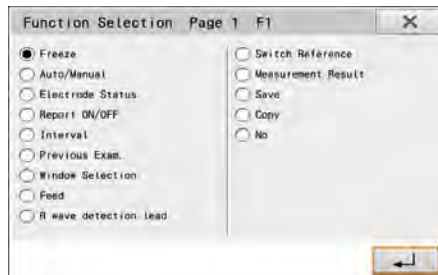 Function Selection Page 1 F1
Freeze
Auto/Manual
Electrode Status
Report ON/OFF
Interval
Previous Exam.
Window Selection
Feed
R wave detection lead
Switch Reference
Measurement Result
Save
Copy
No